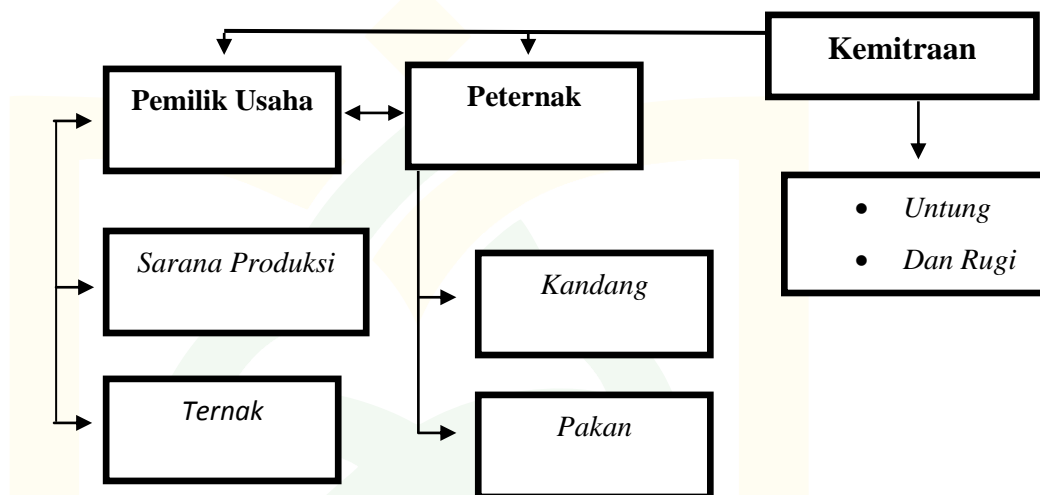 Kemitraan
Pemilik Usaha
Peternak
• Untung
• Dan Rugi
Sarana Produksi
Kandang
Ternak
Pakan